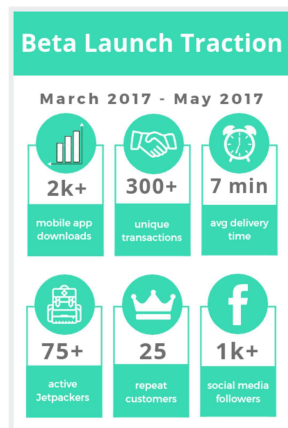 Beta Launch Traction
March 2017 - May 2017
2k+
mobile app
downloads
300+
unique
transactions
7 min
avg delivery
time
75+
active
Jetpackers
25
repeat
customers
1k+
social media
followers